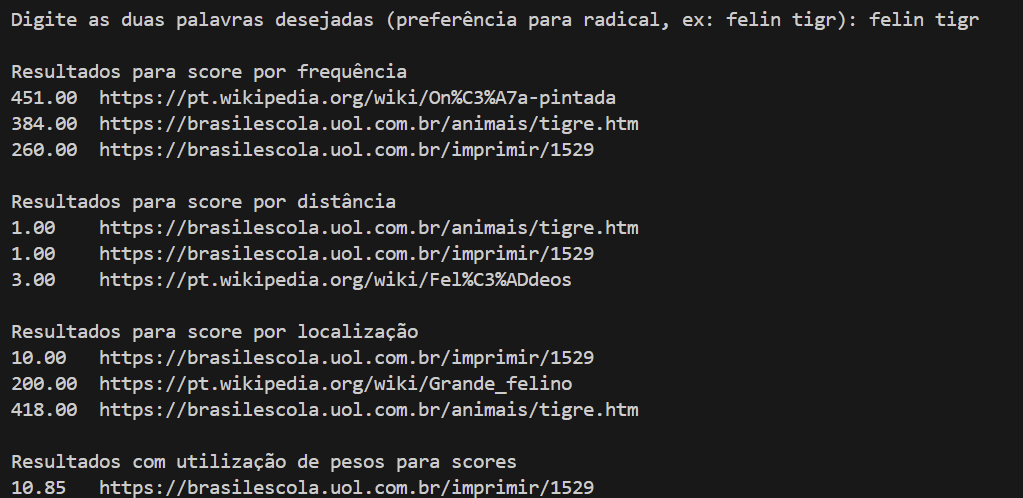 Digite as duas palavras desejadas (preferência para radical, ex: felin tigr): felin tigr
Resultados para score por frequência
451.00  https://pt.wikipedia.org/wiki/On%C3%A7a-pintada
384.00  https://brasilescola.uol.com.br/animais/tigre.htm
260.00  https://brasilescola.uol.com.br/imprimir/1529
Resultados para score por distância
1.00    https://brasilescola.uol.com.br/animais/tigre.htm
1.00    https://brasilescola.uol.com.br/imprimir/1529
3.00    https://pt.wikipedia.org/wiki/Fel%C3%ADdeos
Resultados para score por localização
10.00   https://brasilescola.uol.com.br/imprimir/1529
200.00  https://pt.wikipedia.org/wiki/Grande_felino
418.00  https://brasilescola.uol.com.br/animais/tigre.htm
Resultados com utilização de pesos para scores
10.85   https://brasilescola.uol.com.br/imprimir/1529